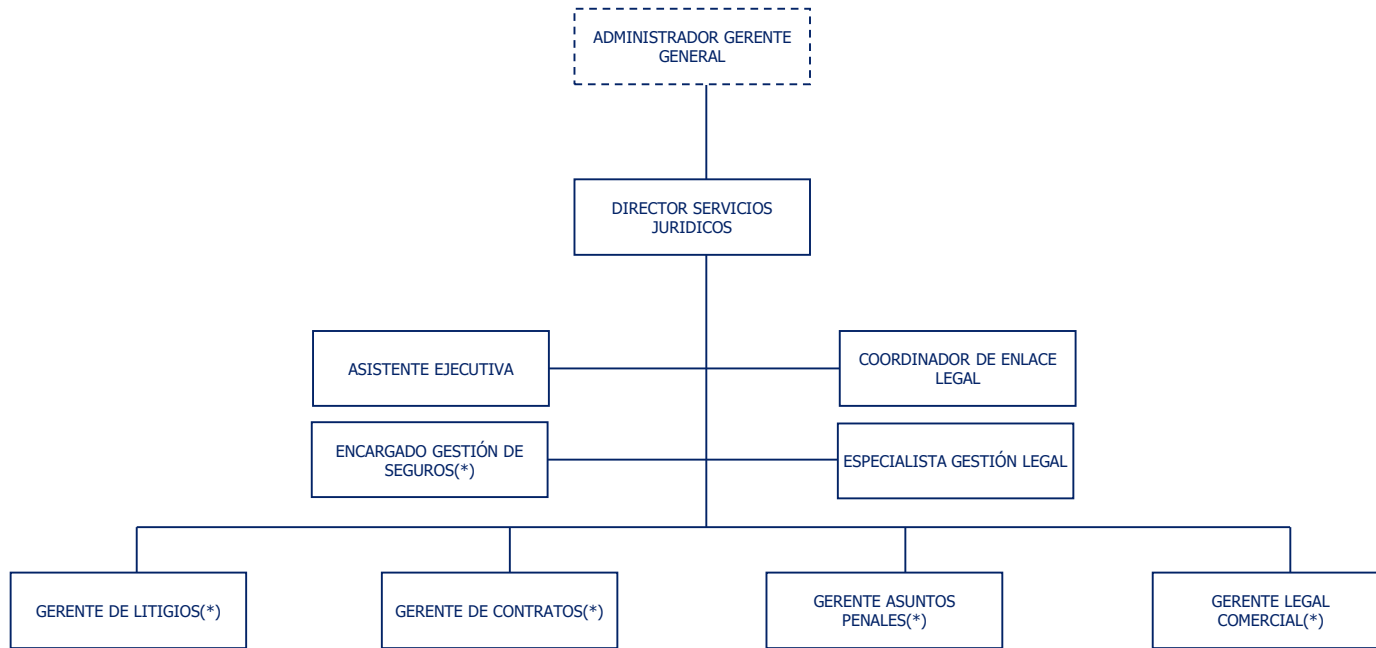 ADMINISTRADOR GERENTE
GENERAL
DIRECTOR SERVICIOS
JURIDICOS
ASISTENTE EJECUTIVA
COORDINADOR DE ENLACE
LEGAL
ENCARGADO GESTIÓN DE
SEGUROS(*)
ESPECIALISTA GESTIÓN LEGAL
GERENTE DE LITIGIOS(*)
GERENTE DE CONTRATOS(*)
GERENTE ASUNTOS
PENALES(*)
GERENTE LEGAL
COMERCIAL(*)